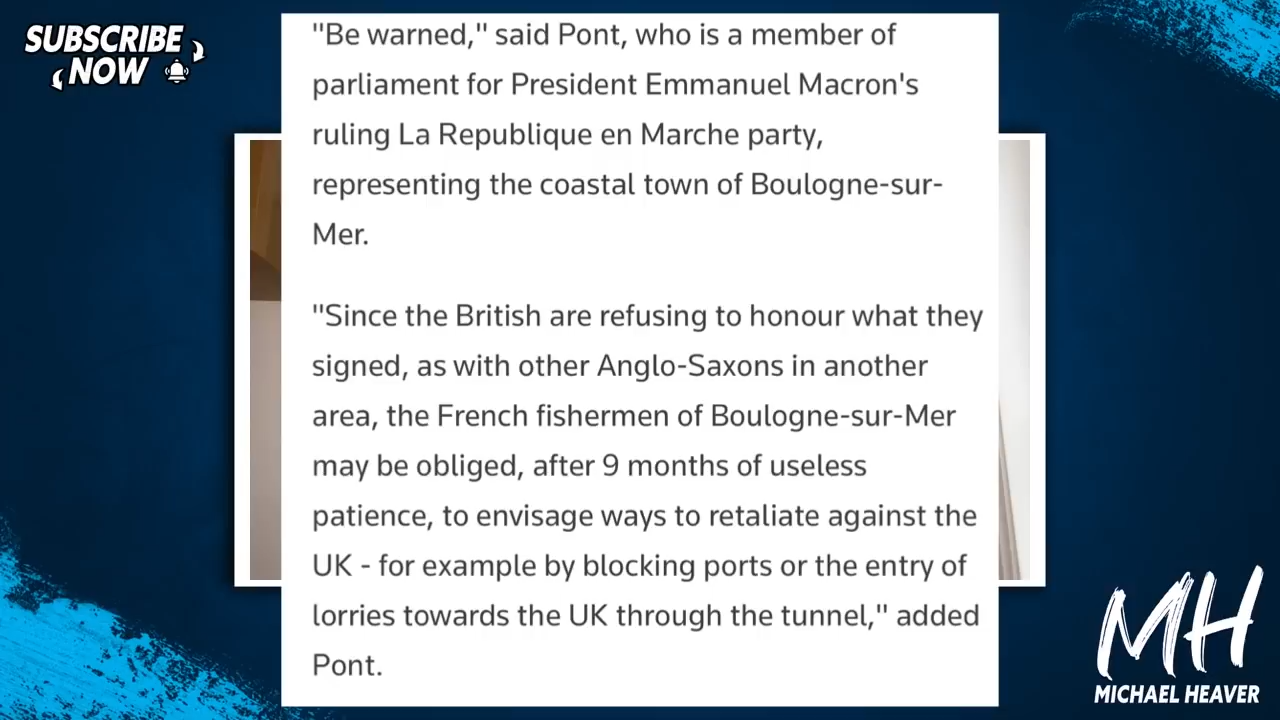 SUBSCRIBE
NOW
"Be warned," said Pont, who is a member of
parliament for President Emmanuel Macron's
ruling La Republique en Marche party,
representing the coastal town of Boulogne-sur-
Mer.
"Since the British are refusing to honour what they
signed, as with other Anglo-Saxons in another
area, the French fishermen of Boulogne-sur-Mer
may be obliged, after 9 months of useless
patience, to envisage ways to retaliate against the
UK - for example by blocking ports or the entry of
lorries towards the UK through the tunnel," added
Pont.
MH
MICHAEL HEAVER